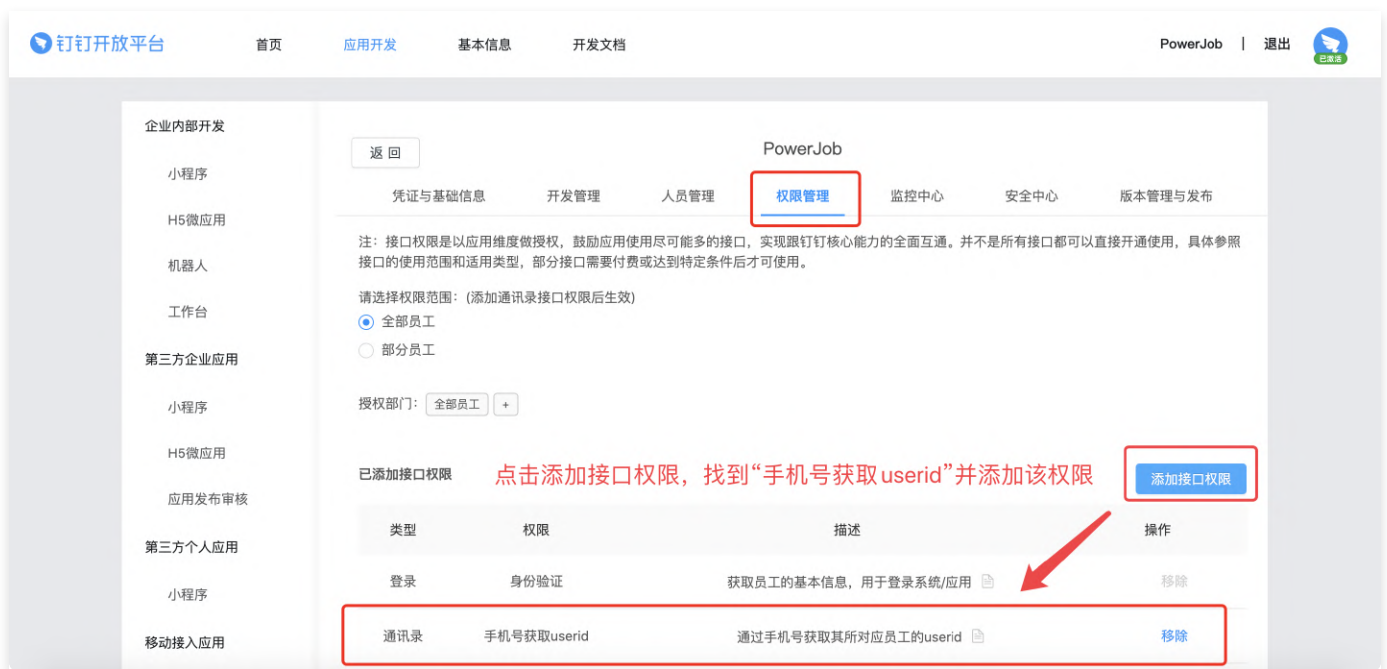 钉钉开放平台
首页
应用开发
基本信息
开发文档
PowerJob | 退出
已激活
企业内部开发
小程序
H5微应用
机器人
工作台
第三方企业应用
小程序
H5微应用
应用发布审核
第三方个人应用
小程序
移动接入应用
返 回
PowerJob
凭证与基础信息
开发管理
人员管理
权限管理
监控中心
安全中心
版本管理与发布
注：接口权限是以应用维度做授权，鼓励应用使用尽可能多的接口，实现跟钉钉核心能力的全面互通。并不是所有接口都可以直接开通使用，具体参照
接口的使用范围和适用类型，部分接口需要付费或达到特定条件后才可使用。
请选择权限范围：(添加通讯录接口权限后生效)
全部员工
部分员工
授权部门： 全部员工 +
已添加接口权限
点击添加接口权限，找到“手机号获取userid”并添加该权限
添加接口权限
类型 权限 描述 操作
登录 身份验证 获取员工的基本信息，用于登录系统/应用 移除
通讯录 手机号获取userid 通过手机号获取其所对应员工的userid 移除